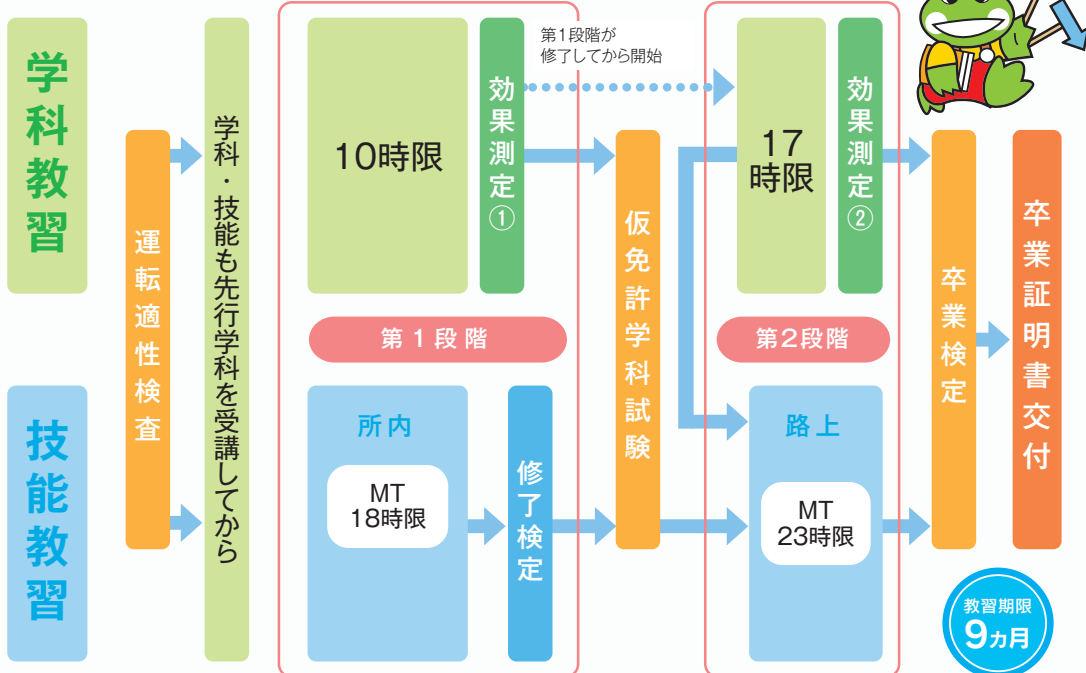 学科教習
技能教習
運転適性検査
学科・技能も先行学科を受講してから
10時限
効果測定①
第1段階が
修了してから開始
第1段階
所内
MT
18時限
修了検定
仮免許学科試験
17
時限
効果測定②
第2段階
路上
MT
23時限
卒業検定
卒業証明書交付
教習期限
9ヵ月